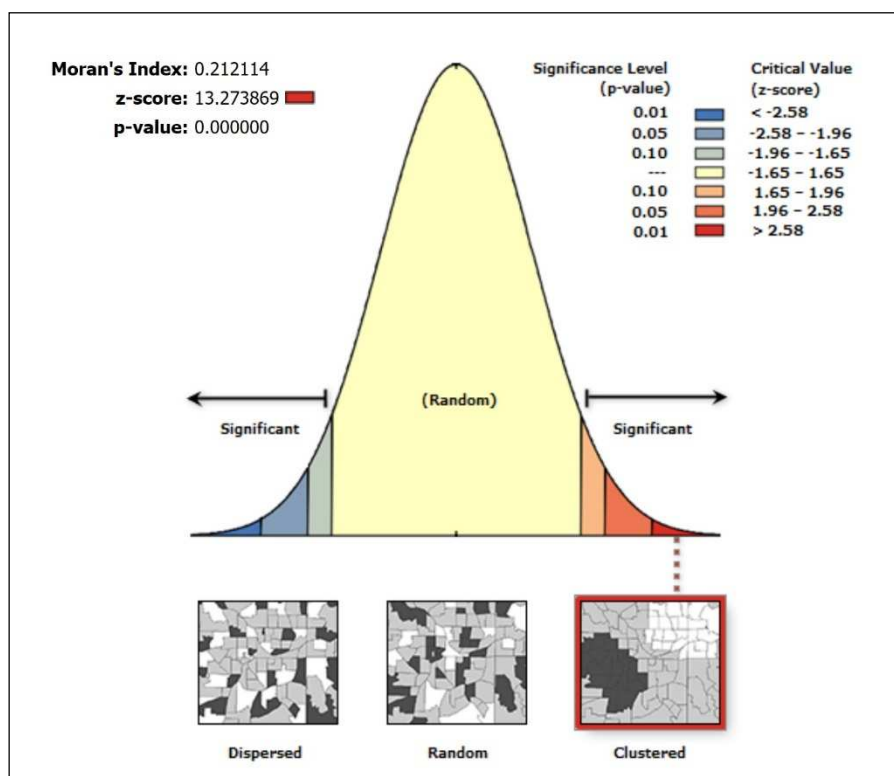 Moran's Index: 0.212114
z-score: 13.273869
p-value: 0.000000
Significance Level
(p-value)
Critical Value
(z-score)
0.01 < -2.58
0.05 -2.58 – -1.96
0.10 -1.96 – -1.65
--- -1.65 – 1.65
0.10 1.65 – 1.96
0.05 1.96 – 2.58
0.01 > 2.58
(Random)
Significant
Significant
Dispersed
Random
Clustered